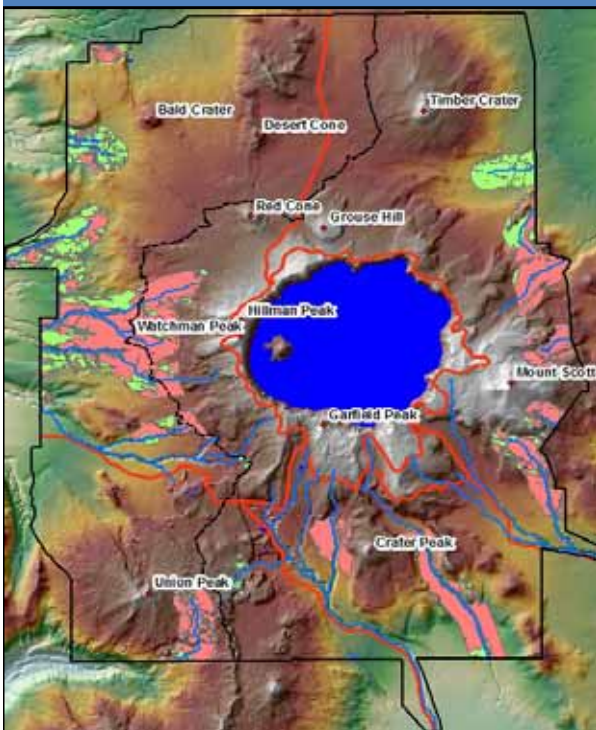 Timber Crater
Bald Crater
Desert Cone
Red Cone
Grouse Hill
Hillman Peak
Watchman Peak
Mount Scott
Garfield Peak
Crater Peak
Union Peak